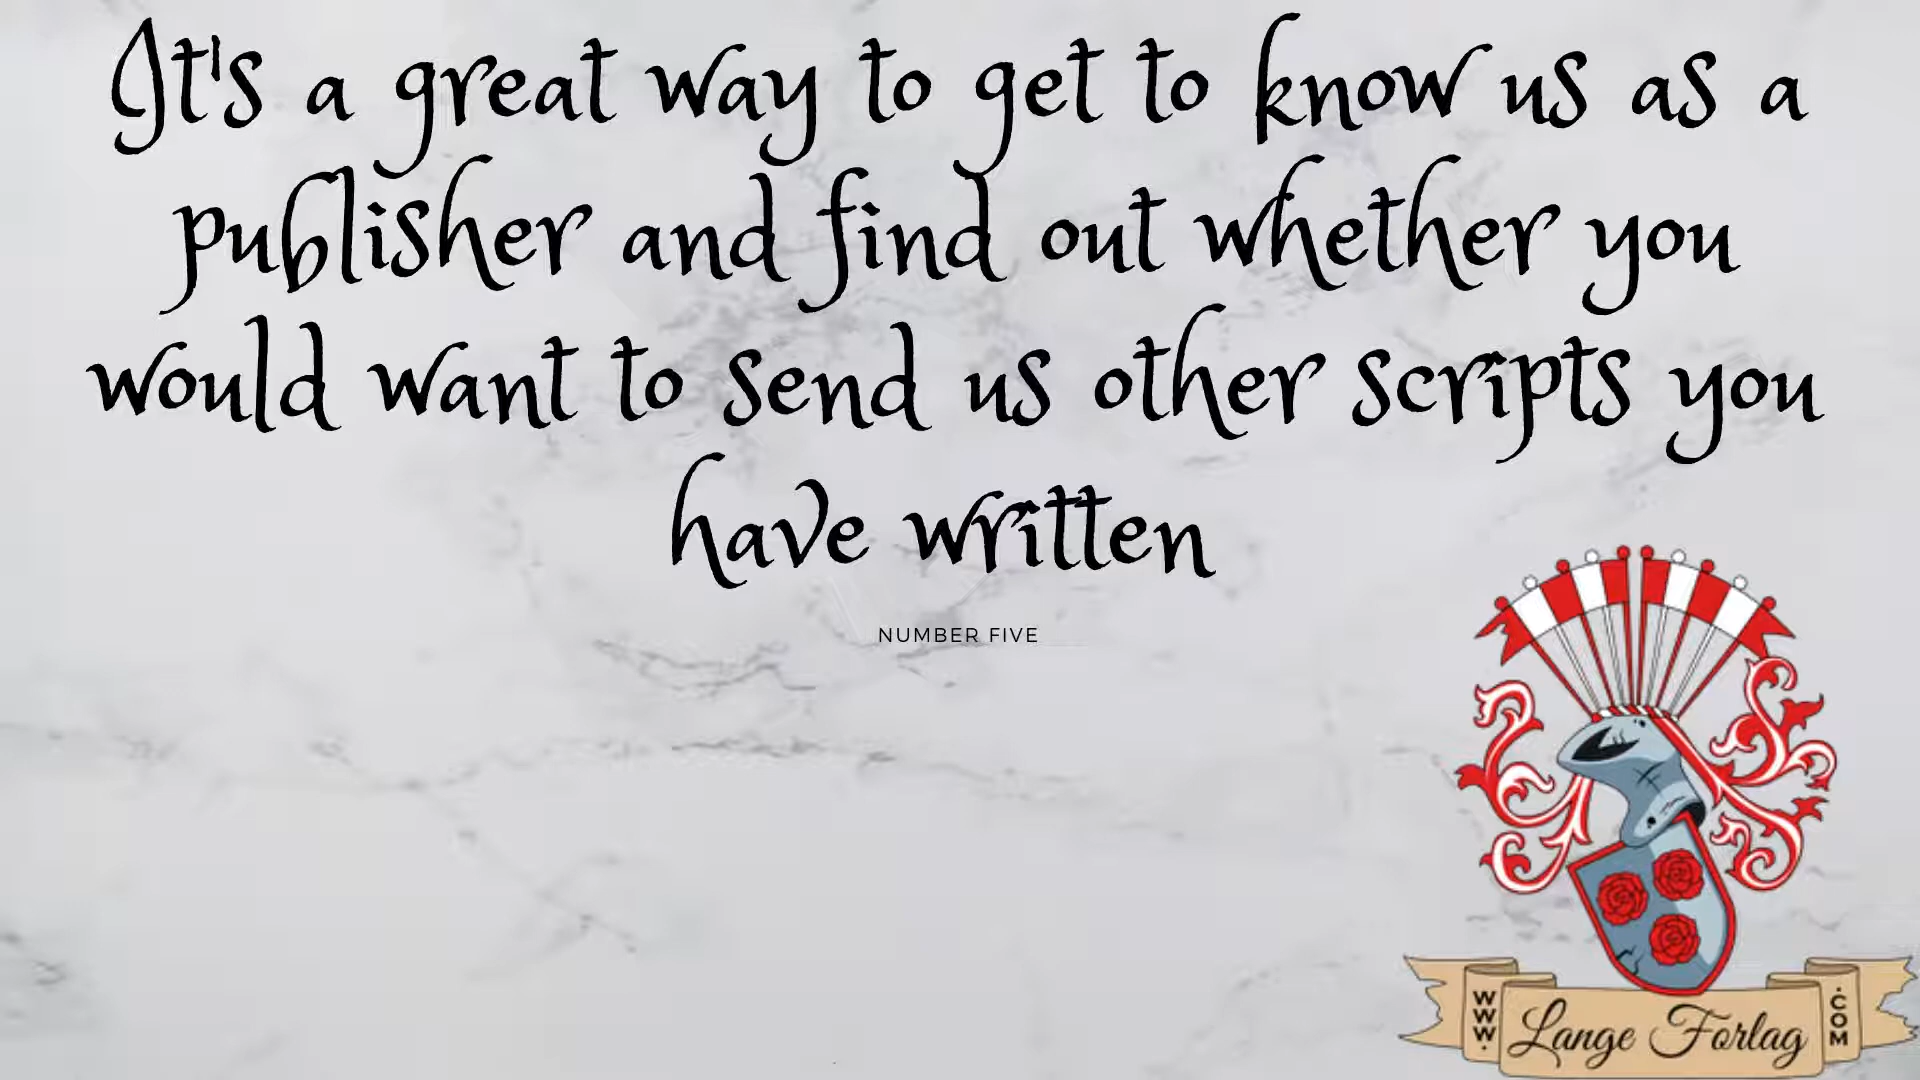 It's a great way to get to know us as a
publisher and find out whether you
would want to send us other scripts you
have written
NUMBER FIVE
WWW.
Lange Forlag
.COM